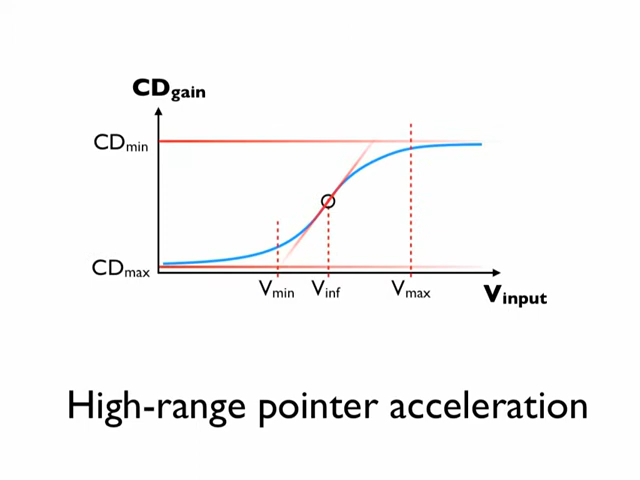 CDgain
CDmin
CDmax
Vmin Vinf Vmax
Vinput
High-range pointer acceleration